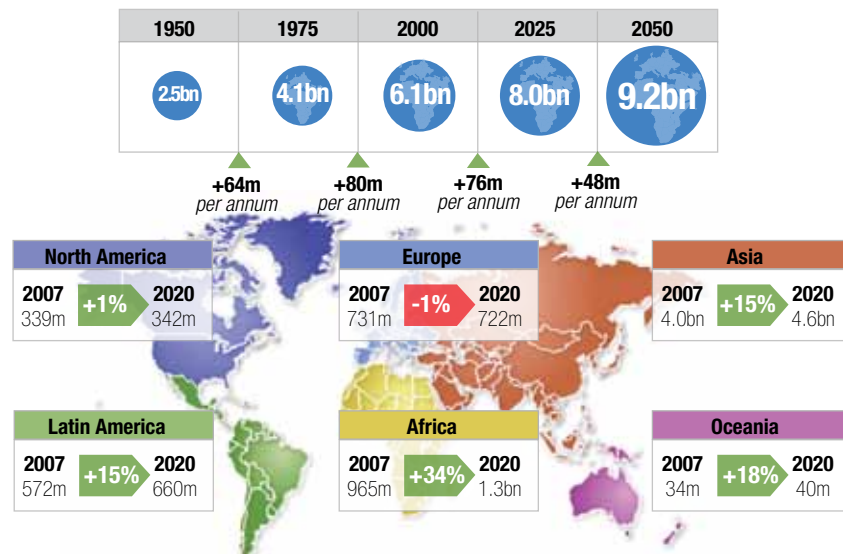 1950 1975 2000 2025 2050
2.5bn 4.1bn 6.1bn 8.0bn 9.2bn
+64m +80m +76m +48m
per annum per annum per annum per annum
North America
2007 +1% 2020
339m 342m
Europe
2007 -1% 2020
731m 722m
Asia
2007 +15% 2020
4.0bn 4.6bn
Latin America
2007 +15% 2020
572m 660m
Africa
2007 +34% 2020
965m 1.3bn
Oceania
2007 +18% 2020
34m 40m